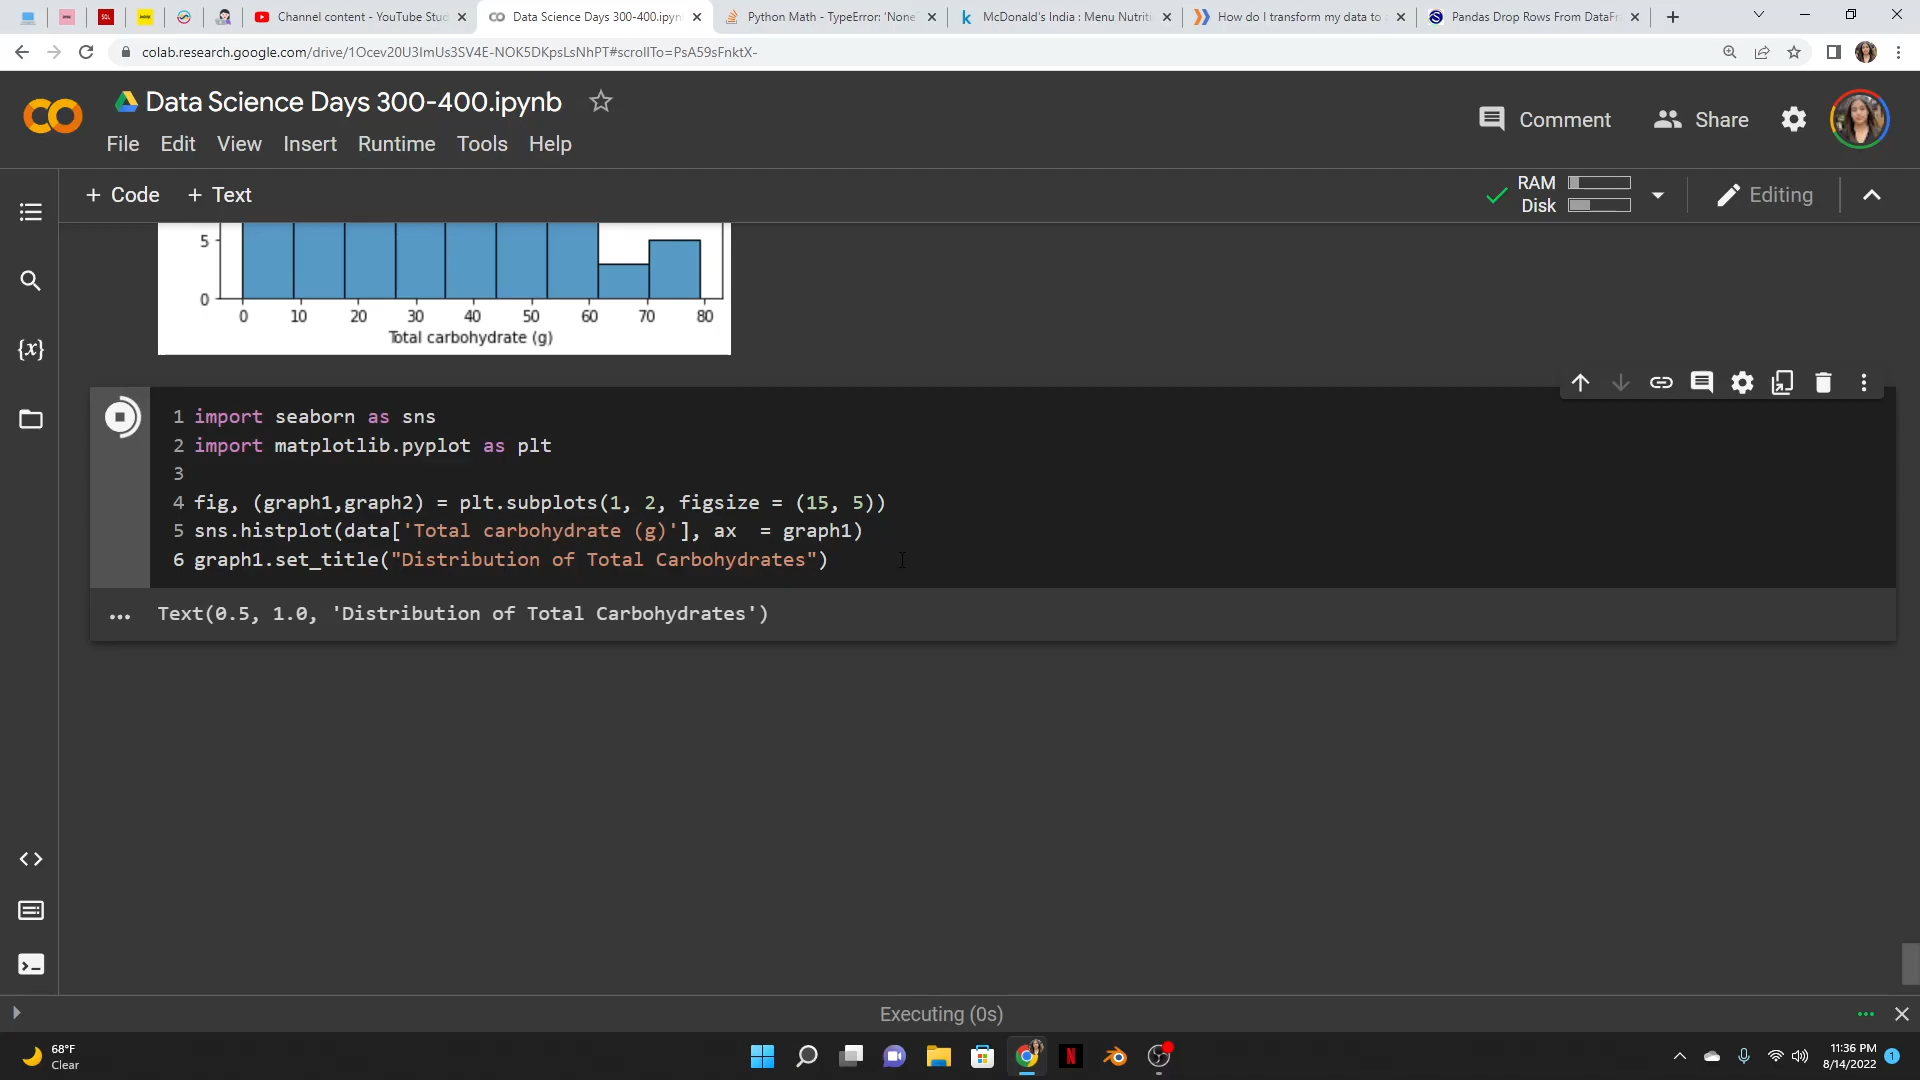 Channel content - YouTube Stud
Data Science Days 300-400.ipyn
Python Math - TypeError: 'None
McDonald's India : Menu Nutriti
How do I transform my data to
Pandas Drop Rows From DataFra
colab.research.google.com/drive/1Ocev20U3ImUs3SV4E-NOK5DKpsLsNhPT#scrollTo=PsA59sFnktX-
Data Science Days 300-400.ipynb
Comment
Share
File Edit View Insert Runtime Tools Help
+ Code + Text
RAM
Disk
Editing
5
0
0 10 20 30 40 50 60 70 80
Total carbohydrate (g)
1 import seaborn as sns
2 import matplotlib.pyplot as plt
3
4 fig, (graph1,graph2) = plt.subplots(1, 2, figsize = (15, 5))
5 sns.histplot(data['Total carbohydrate (g)'], ax  = graph1)
6 graph1.set_title("Distribution of Total Carbohydrates")
... Text(0.5, 1.0, 'Distribution of Total Carbohydrates')
Executing (0s)
68°F
Clear
11:36 PM
8/14/2022
1